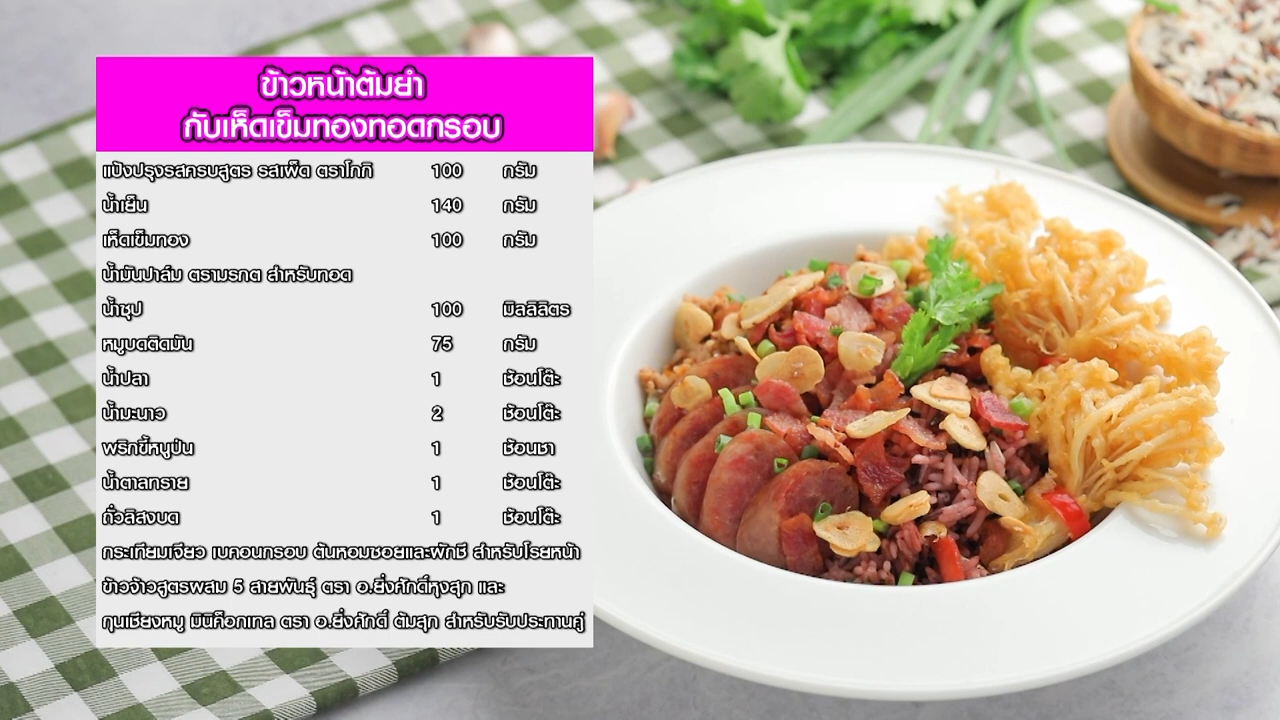 ข้าวหน้าต้มยำ
กับเห็ดเข็มทองทอดกรอบ
แป้งปรุงรสครบสูตร รสเผ็ด ตราโกกิ 100 กรัม
น้ำเย็น 140 กรัม
เห็ดเข็มทอง 100 กรัม
น้ำมันปาล์ม ตรามรกต สำหรับทอด
น้ำซุป 100 มิลลิลิตร
หมูบดติดมัน 75 กรัม
น้ำปลา 1 ช้อนโต๊ะ
น้ำมะนาว 2 ช้อนโต๊ะ
พริกขี้หนูป่น 1 ช้อนชา
น้ำตาลทราย 1 ช้อนโต๊ะ
ถั่วลิสงบด 1 ช้อนโต๊ะ
กระเทียมเจียว เบคอนกรอบ ต้นหอมซอยและผักชี สำหรับโรยหน้า
ข้าวจ้าวสูตรผสม 5 สายพันธุ์ ตรา อ.ยิ่งศักดิ์หุงสุก และ
กุนเชียงหมู มินิค็อกเทล ตรา อ.ยิ่งศักดิ์ ต้มสุก สำหรับรับประทานคู่